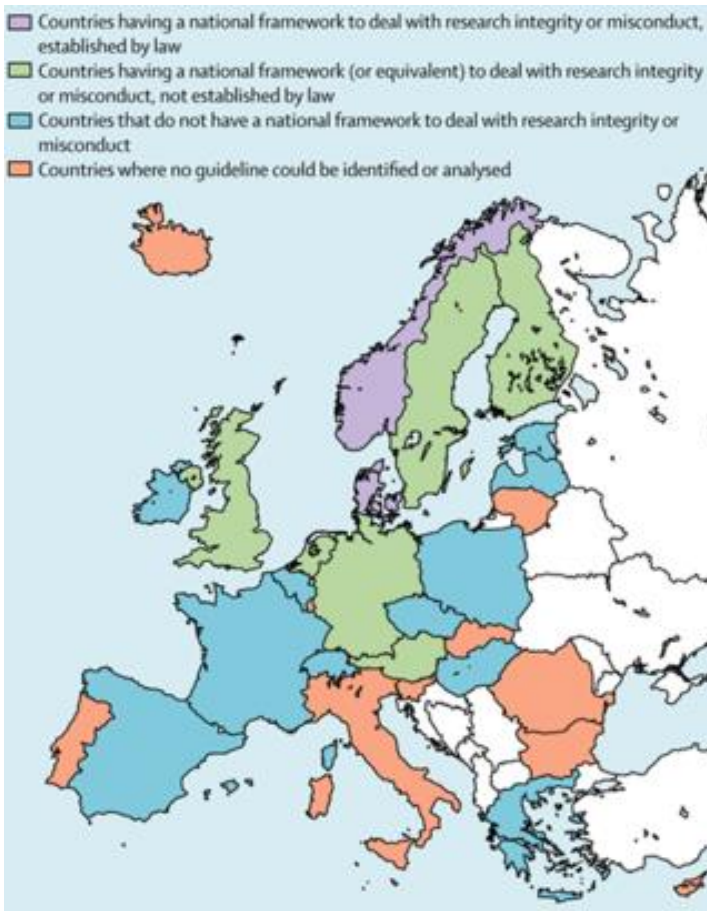 Countries having a national framework to deal with research integrity or misconduct,
established by law
Countries having a national framework (or equivalent) to deal with research integrity
or misconduct, not established by law
Countries that do not have a national framework to deal with research integrity or
misconduct
Countries where no guideline could be identified or analysed